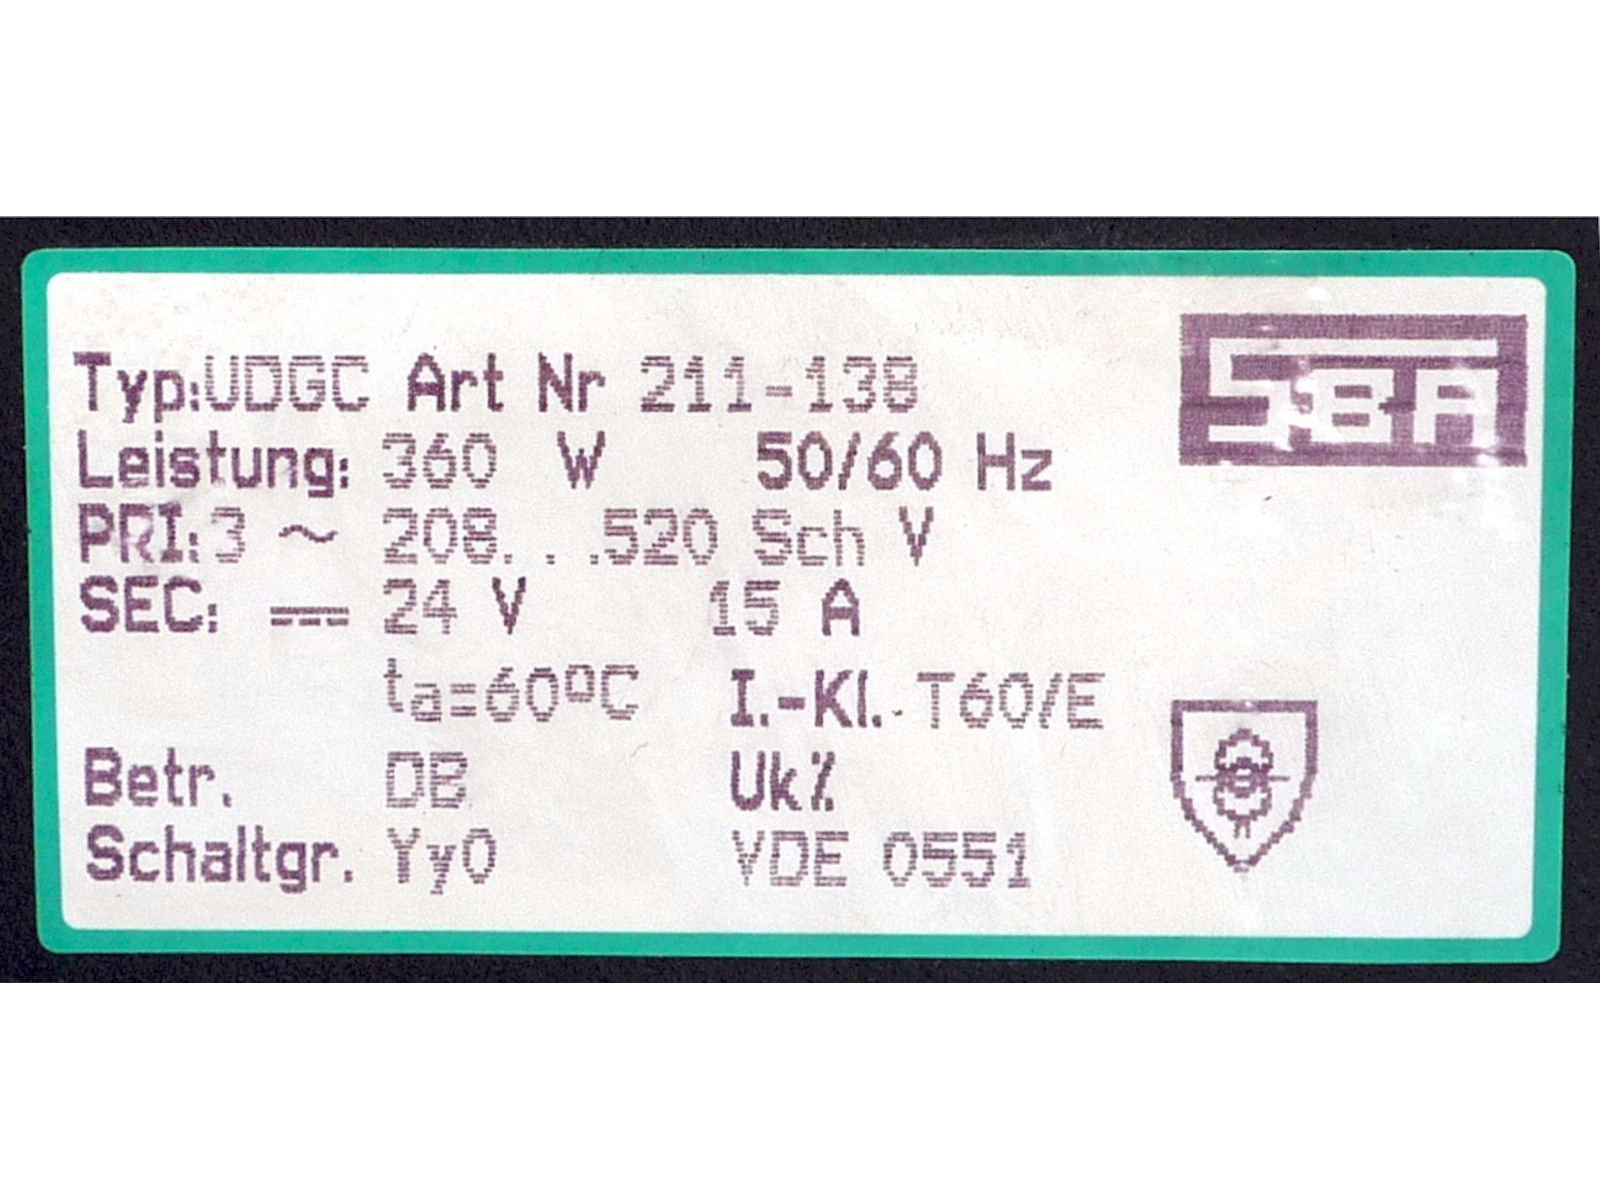 Typ:UDGC Art Nr 211-138
SBA
Leistung: 360 W 50/60 Hz
PRI:3 ~ 208. . .520 Sch V
SEC: 24 V 15 A
ta=60ºC I.-Kl. T60/E
Betr. DB Uk%
Schaltgr. Yy0 VDE 0551